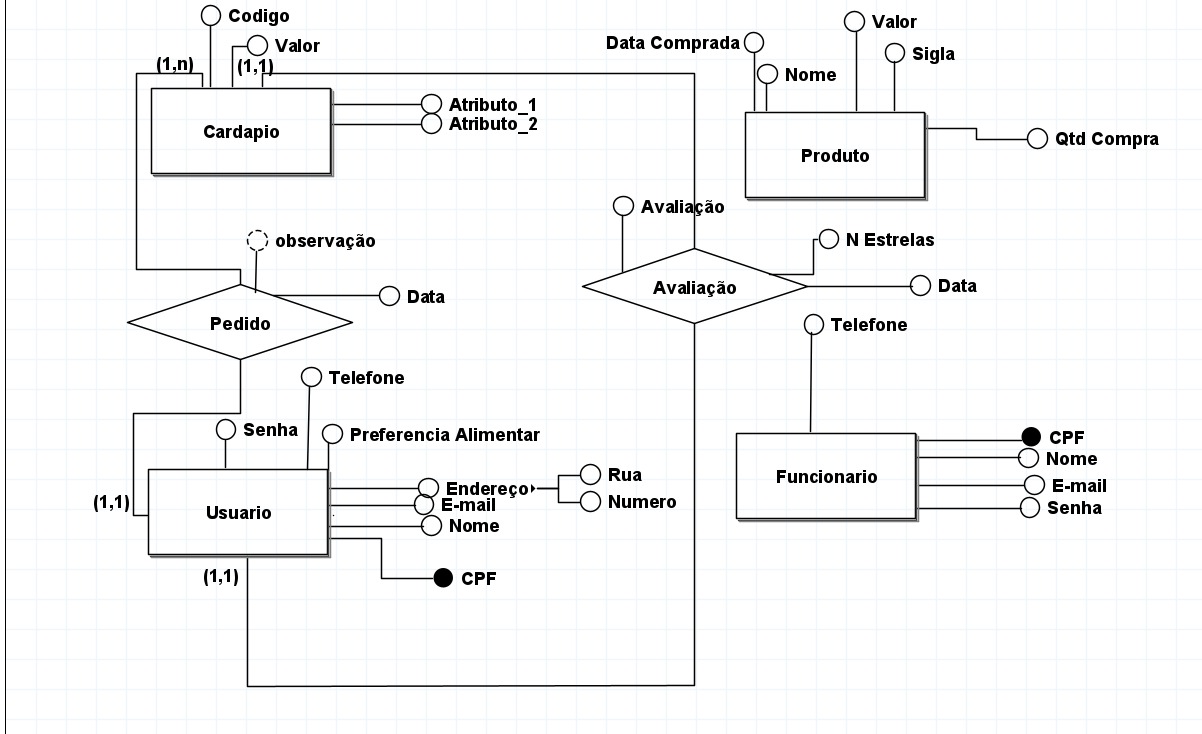 Codigo
Valor
(1,n)
(1,1)
Cardapio
Atributo_1
Atributo_2
Data Comprada
Nome
Valor
Sigla
Produto
Qtd Compra
Avaliação
N Estrelas
Avaliação
Data
observação
Data
Pedido
Telefone
Senha
Preferencia Alimentar
Usuario
Endereço
Rua
Numero
E-mail
Nome
CPF
(1,1)
(1,1)
Telefone
Funcionario
CPF
Nome
E-mail
Senha